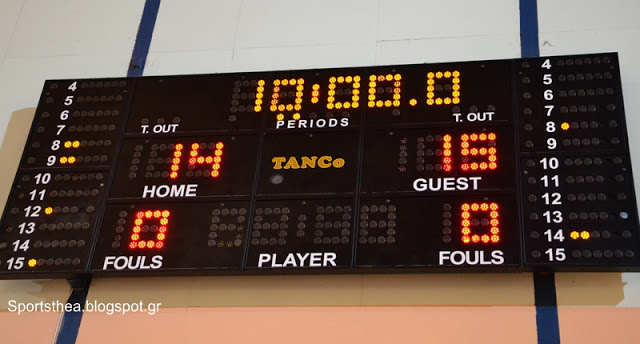 4
5
6
7
8
9
10
11
12
13
14
15
10:00.0
T. OUT
PERIODS
T. OUT
14
TANCO
19
HOME
GUEST
0
0
FOULS
PLAYER
FOULS
4
5
6
7
8
9
10
11
12
13
14
15
Sportsthea.blogspot.gr